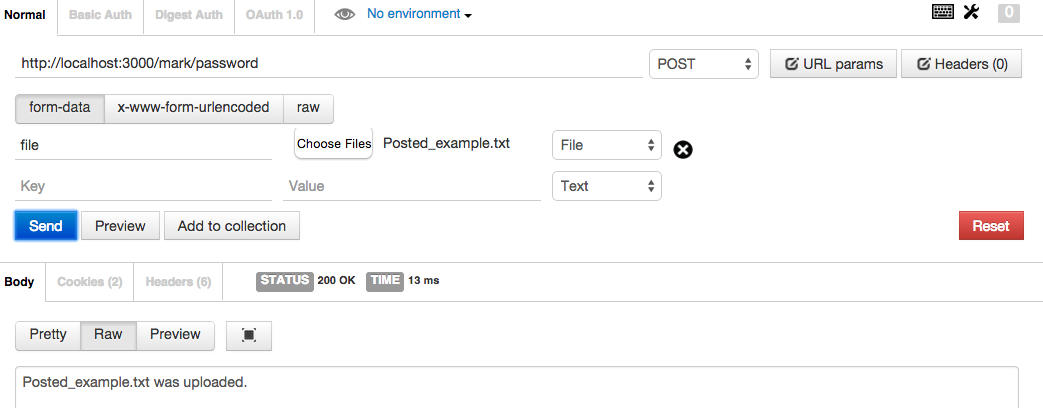 Normal Basic Auth Digest Auth OAuth 1.0 No environment 0
http://localhost:3000/mark/password POST URL params Headers (0)
form-data x-www-form-urlencoded raw
file Choose Files Posted_example.txt File
Key Value Text
Send Preview Add to collection Reset
Body Cookies (2) Headers (6) STATUS 200 OK TIME 13 ms
Pretty Raw Preview
Posted_example.txt was uploaded.